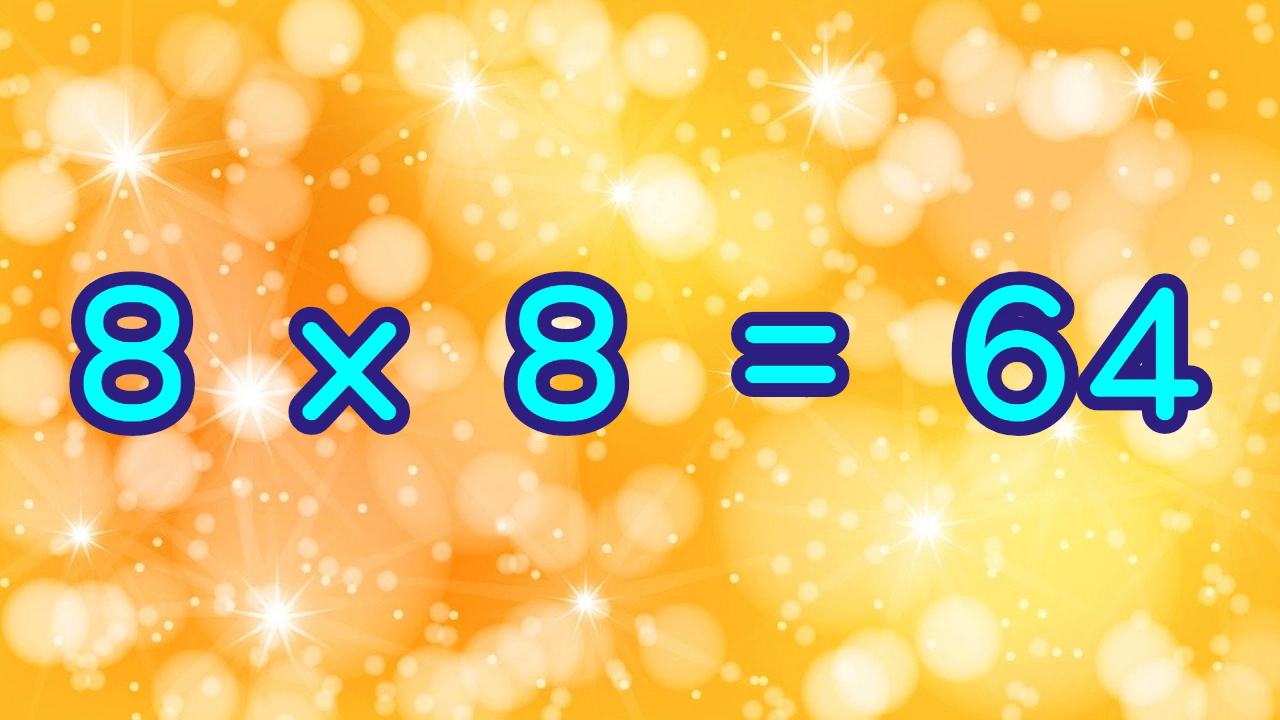 8 x 8 = 64